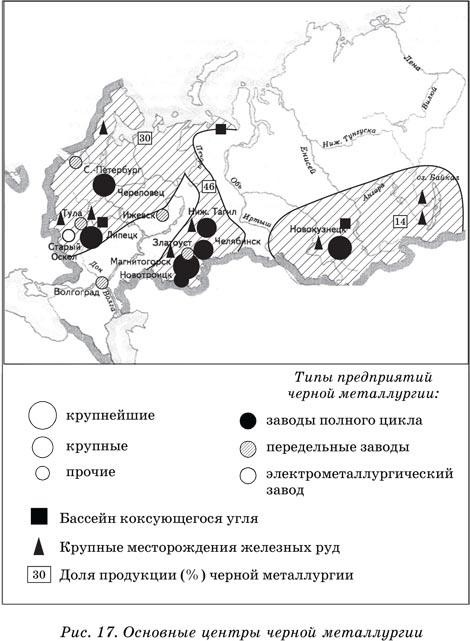 Лена
Вилюй
Ниж. Тунгуска
Енисей
30
Печора
С.-Петербург
Череповец
оз. Байкал
46
Обь
Ангара
Тула
Ижевск
Ниж. Тагил
Иртыш
Новокузнецк
14
Липецк
Старый
Оскол
Златоуст
Челябинск
Дон
Магнитогорск
Новотроицк
Волгоград
Волга
Типы предприятий
черной металлургии:
крупнейшие
заводы полного цикла
крупные
передельные заводы
прочие
электрометаллургический
завод
Бассейн коксующегося угля
Крупные месторождения железных руд
30 Доля продукции (%) черной металлургии
Рис. 17. Основные центры черной металлургии